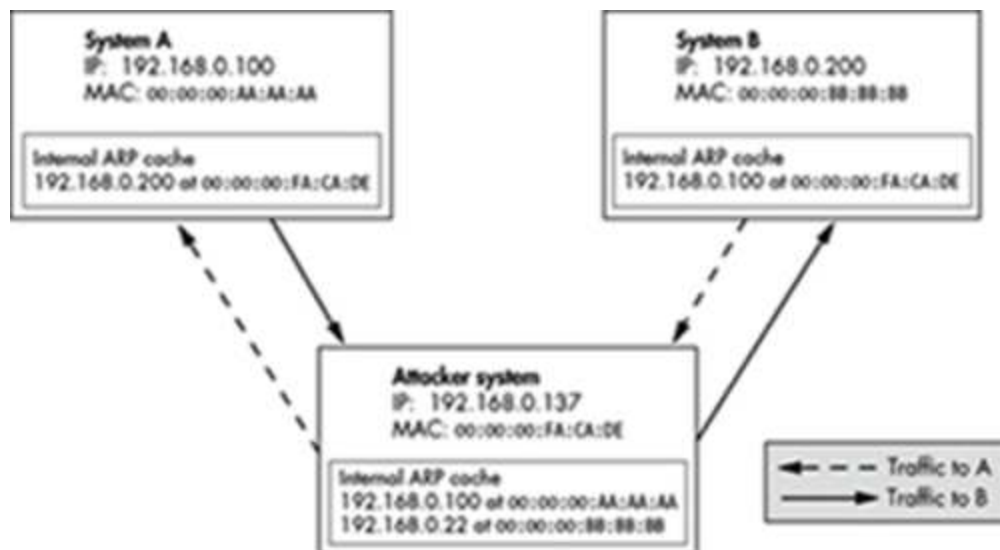 System A
IP: 192.168.0.100
MAC: 00:00:00:AA:AA:AA
Internal ARP cache
192.168.0.200 at 00:00:00:FA:CA:DE
System B
IP: 192.168.0.200
MAC: 00:00:00:BB:BB:BB
Internal ARP cache
192.168.0.100 at 00:00:00:FA:CA:DE
Attacker system
IP: 192.168.0.137
MAC: 00:00:00:FA:CA:DE
Internal ARP cache
192.168.0.100 at 00:00:00:AA:AA:AA
192.168.0.22 at 00:00:00:BB:BB:BB
Traffic to A
Traffic to B